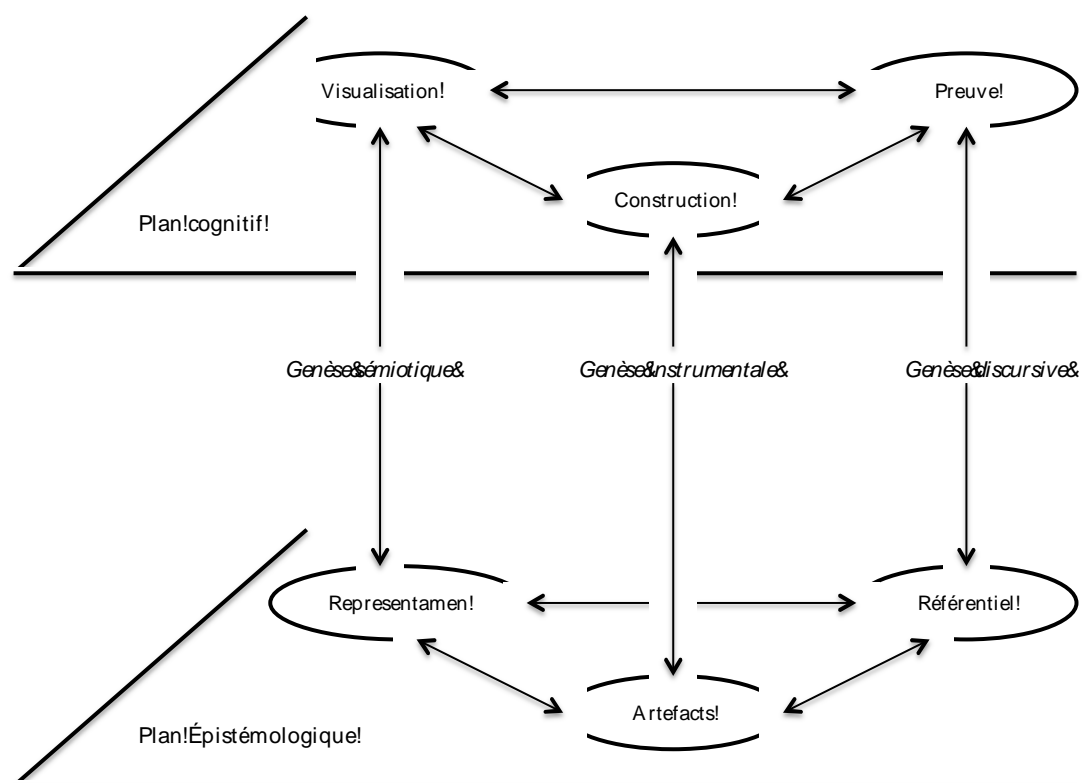 Visualisation!
Preuve!
Construction!
Plan!cognitif!
Genèse&sémiotique&
Genèse&instrumentale&
Genèse&discursive&
Representamen!
Référentiel!
Artefacts!
Plan!Épistémologique!